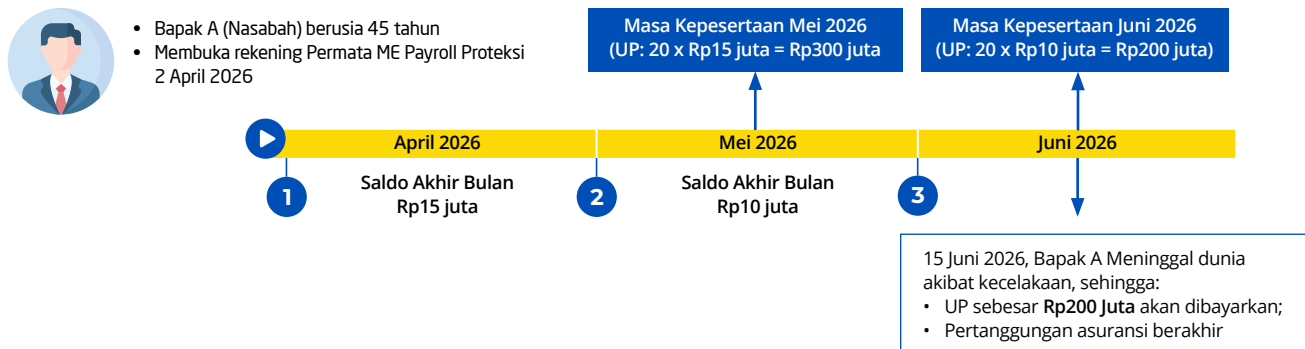 • Bapak A (Nasabah) berusia 45 tahun
• Membuka rekening Permata ME Payroll Proteksi
2 April 2026
Masa Kepesertaan Mei 2026
(UP: 20 x Rp15 juta = Rp300 juta
Masa Kepesertaan Juni 2026
(UP: 20 x Rp10 juta = Rp200 juta)
April 2026
Mei 2026
Juni 2026
1
Saldo Akhir Bulan
Rp15 juta
2
Saldo Akhir Bulan
Rp10 juta
3
15 Juni 2026, Bapak A Meninggal dunia
akibat kecelakaan, sehingga:
• UP sebesar Rp200 Juta akan dibayarkan;
• Pertanggungan asuransi berakhir